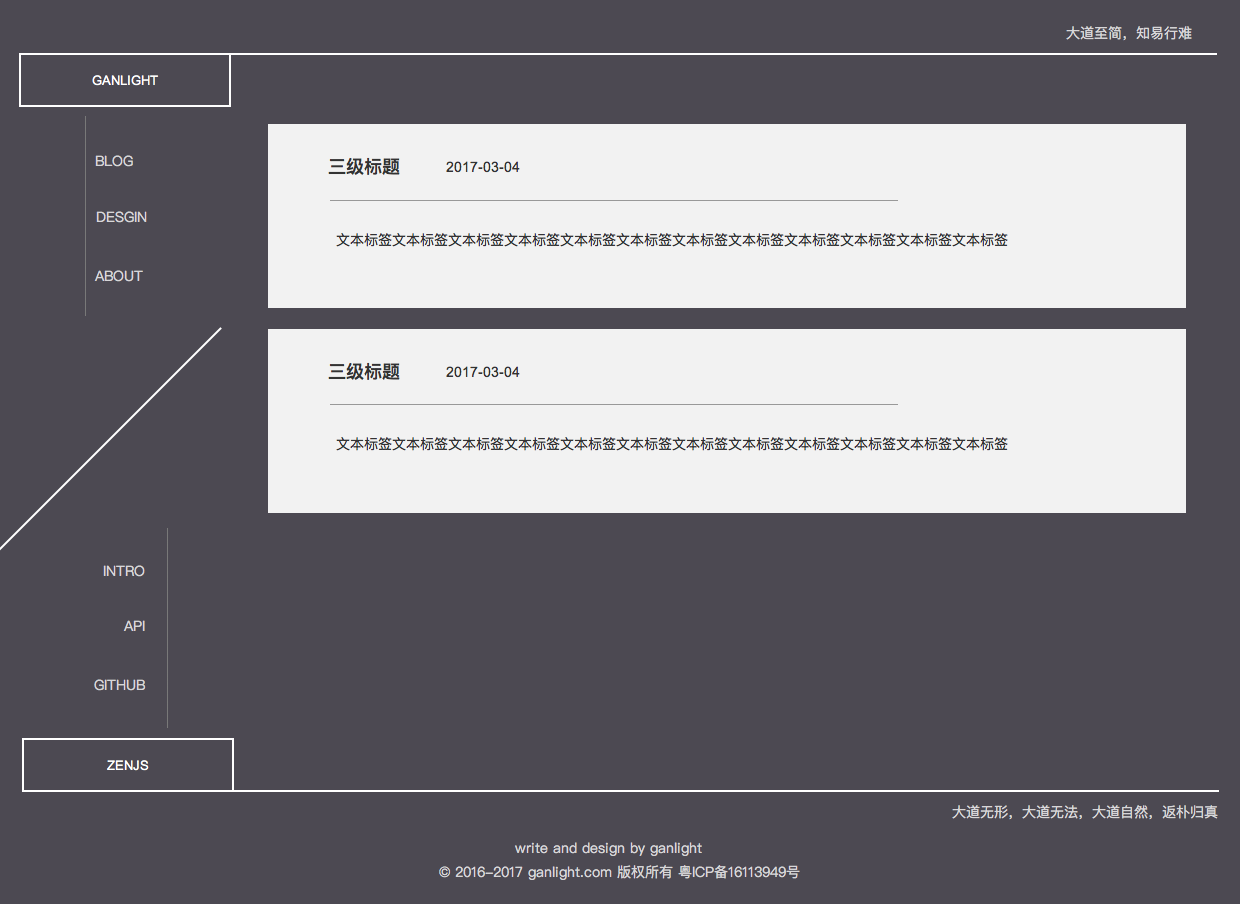 大道至简，知易行难
GANLIGHT
BLOG
DESGIN
ABOUT
三级标题 2017-03-04
文本标签文本标签文本标签文本标签文本标签文本标签文本标签文本标签文本标签文本标签文本标签文本标签
三级标题 2017-03-04
文本标签文本标签文本标签文本标签文本标签文本标签文本标签文本标签文本标签文本标签文本标签文本标签
INTRO
API
GITHUB
ZENJS
大道无形，大道无法，大道自然，返朴归真
write and design by ganlight
© 2016-2017 ganlight.com 版权所有 粤ICP备16113949号